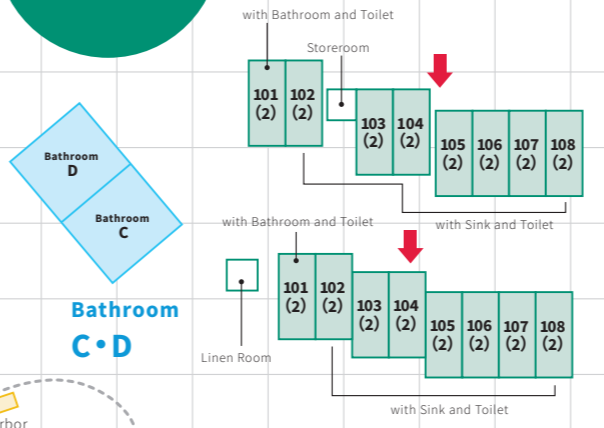 with Bathroom and Toilet
Storeroom
101
(2)
102
(2)
103
(2)
104
(2)
105
(2)
106
(2)
107
(2)
108
(2)
with Sink and Toilet
Bathroom
D
Bathroom
C
Bathroom
C・D
with Bathroom and Toilet
101
(2)
102
(2)
103
(2)
104
(2)
105
(2)
106
(2)
107
(2)
108
(2)
Linen Room
with Sink and Toilet
rbor